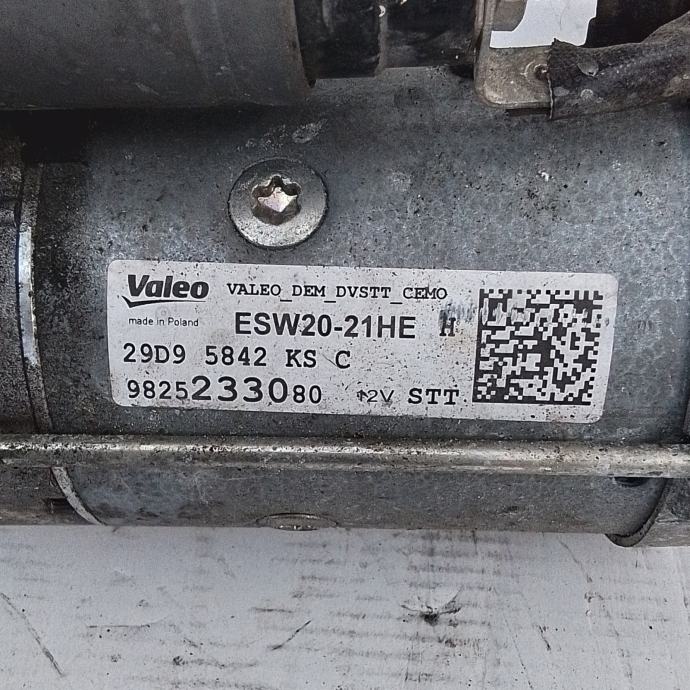 Valeo VALEO_DEM_DVSTT_CEMO
made in Poland ESW20-21HE H
29D9 5842 KS C
9825233080 12V STT